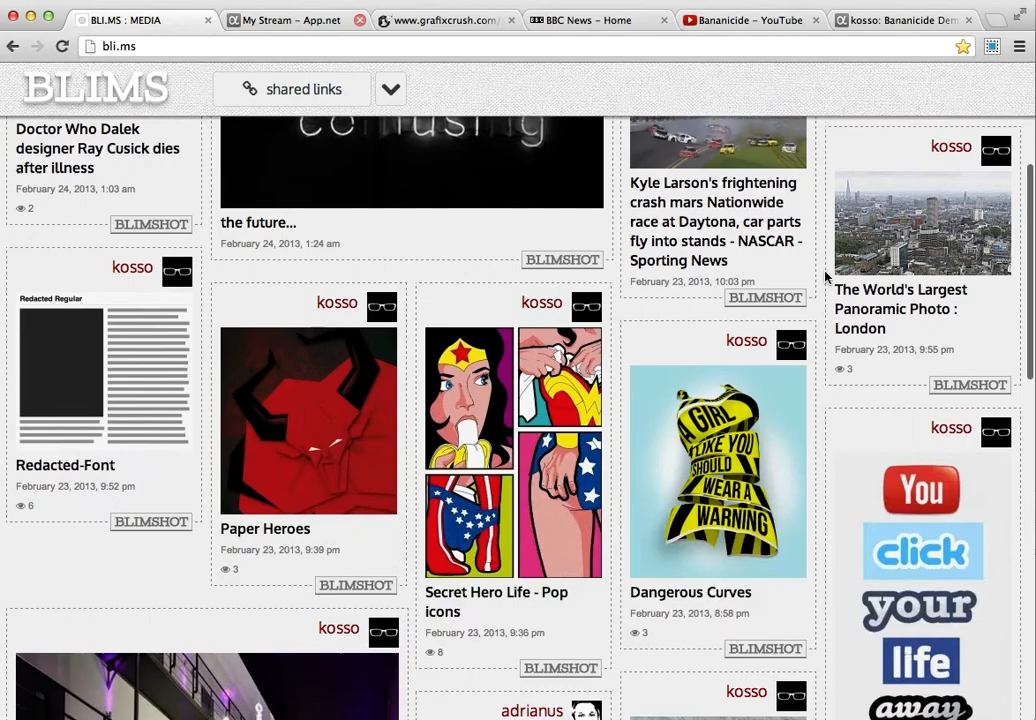 BLI.MS : MEDIA
My Stream - App.net
www.grafixcrush.com/
BBC News - Home
Bananicide - YouTube
kosso: Bananicide Dem
bli.ms
BLIMS
shared links
Doctor Who Dalek
designer Ray Cusick dies
after illness
February 24, 2013, 1:03 am
2
BLIMSHOT
kosso
Redacted Regular
Redacted-Font
February 23, 2013, 9:52 pm
6
BLIMSHOT
confusing
the future...
February 24, 2013, 1:24 am
BLIMSHOT
kosso
Paper Heroes
February 23, 2013, 9:39 pm
3
BLIMSHOT
kosso
kosso
Secret Hero Life - Pop
icons
February 23, 2013, 9:36 pm
8
BLIMSHOT
adrianus
Kyle Larson's frightening
crash mars Nationwide
race at Daytona, car parts
fly into stands - NASCAR -
Sporting News
February 23, 2013, 10:03 pm
BLIMSHOT
kosso
A GIRL
LIKE YOU
SHOULD
WEAR A
WARNING
Dangerous Curves
February 23, 2013, 8:58 pm
3
BLIMSHOT
kosso
kosso
The World's Largest
Panoramic Photo :
London
February 23, 2013, 9:55 pm
3
BLIMSHOT
kosso
You
click
your
life
away